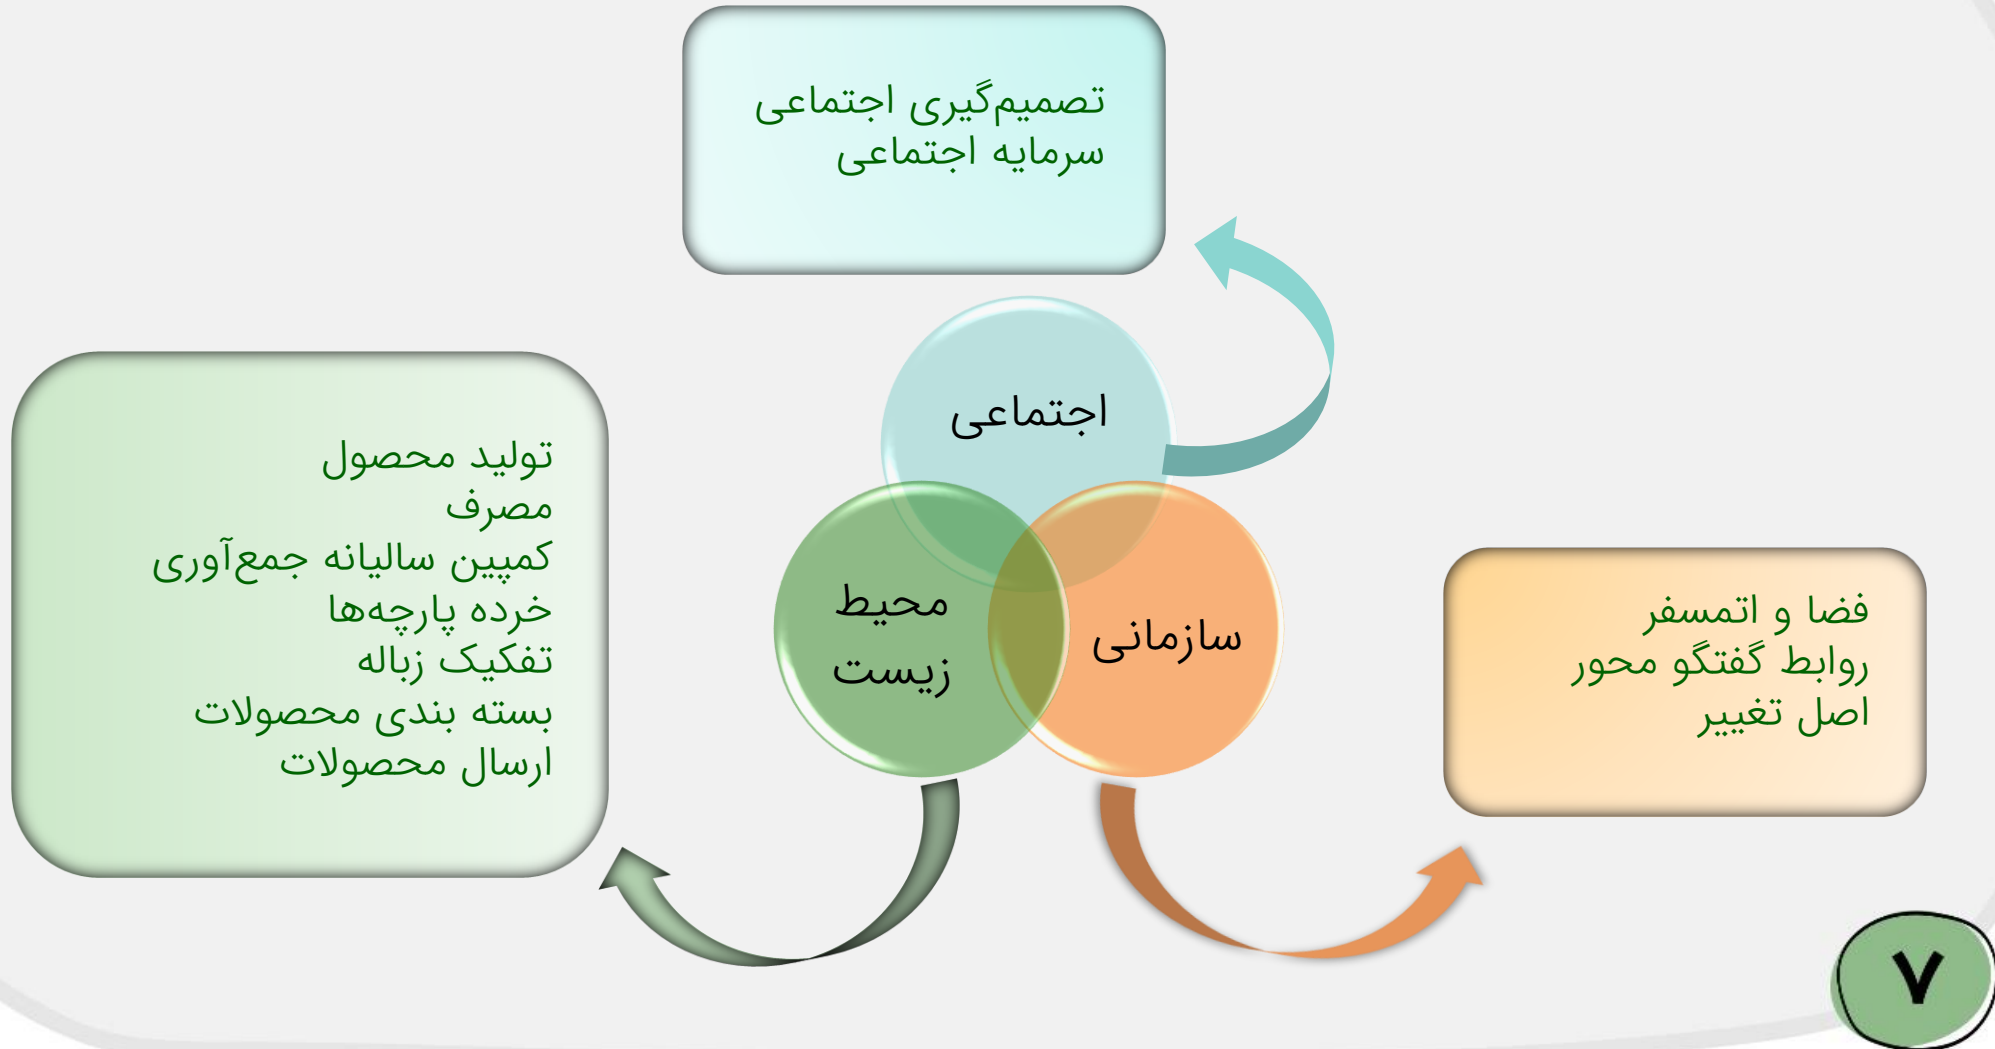 تصمیم‌گیری اجتماعی
سرمایه اجتماعی
اجتماعی
سازمانی
محیط
زیست
فضا و اتمسفر
روابط گفتگو محور
اصل تغییر
تولید محصول
مصرف
کمپین سالیانه جمع‌آوری
خرده پارچه‌ها
تفکیک زباله
بسته بندی محصولات
ارسال محصولات
۷